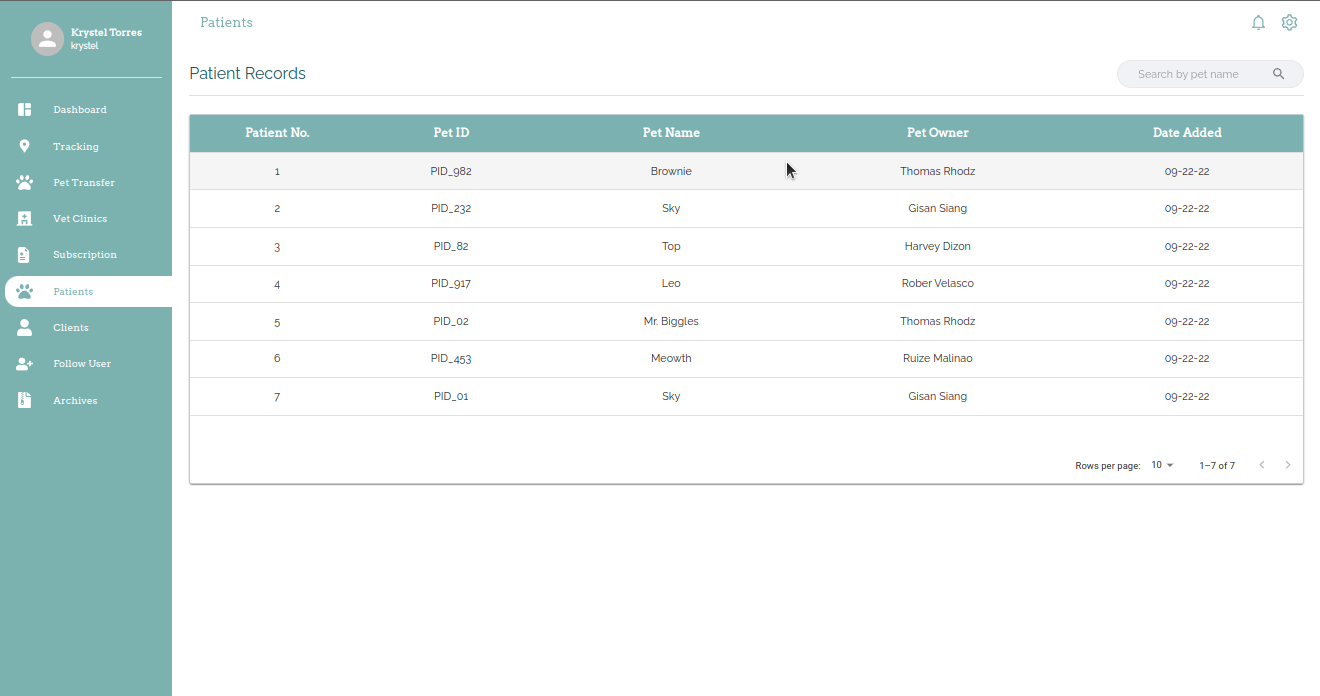 Krystel Torres
krystel
Dashboard
Tracking
Pet Transfer
Vet Clinics
Subscription
Patients
Clients
Follow User
Archives
Patients
Patient Records
Search by pet name
Patient No. Pet ID Pet Name Pet Owner Date Added
1 PID_982 Brownie Thomas Rhodz 09-22-22
2 PID_232 Sky Gisan Siang 09-22-22
3 PID_82 Top Harvey Dizon 09-22-22
4 PID_917 Leo Rober Velasco 09-22-22
5 PID_02 Mr. Biggles Thomas Rhodz 09-22-22
6 PID_453 Meowth Ruize Malinao 09-22-22
7 PID_01 Sky Gisan Siang 09-22-22
Rows per page: 10 1–7 of 7